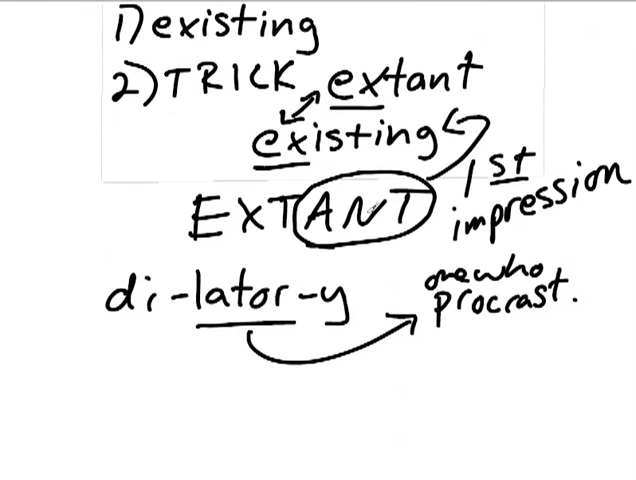 1) existing
2) TRICK extant
existing
EXTANT
1st
impression
di-lator-y
one who
procrast.